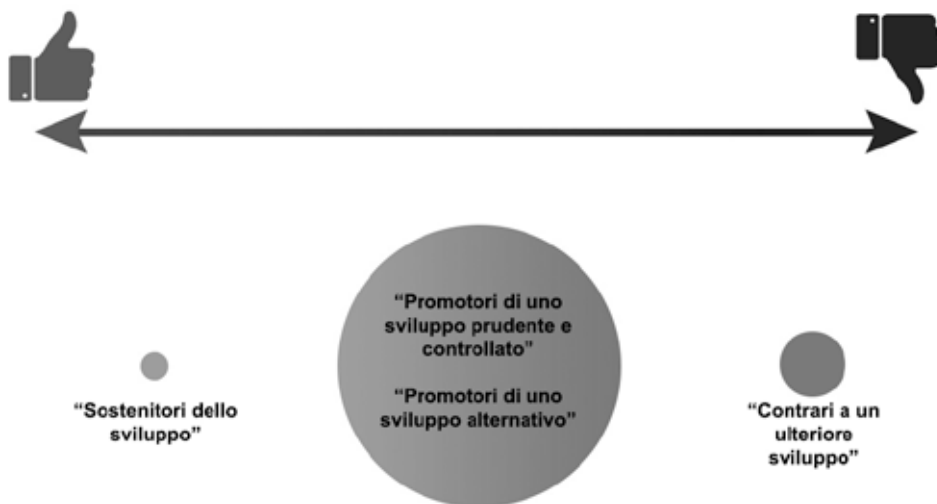 “Promotori di uno
sviluppo prudente e
controllato”
“Promotori di uno
sviluppo alternativo”
“Sostenitori dello
sviluppo”
“Contrari a un
ulteriore
sviluppo”